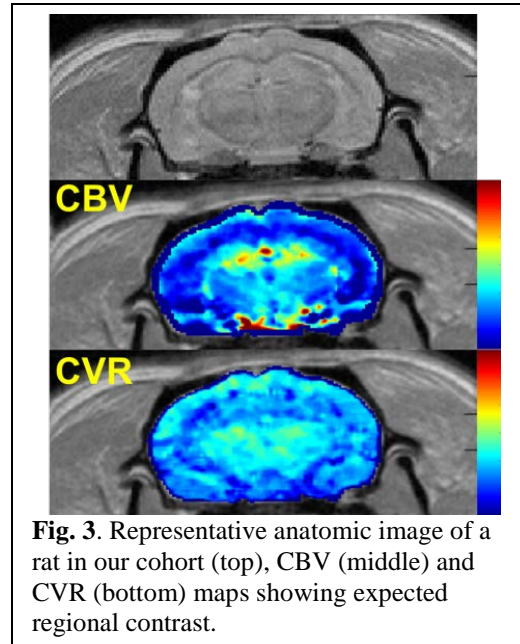 CBV
CVR
Fig. 3. Representative anatomic image of a
rat in our cohort (top), CBV (middle) and
CVR (bottom) maps showing expected
regional contrast.